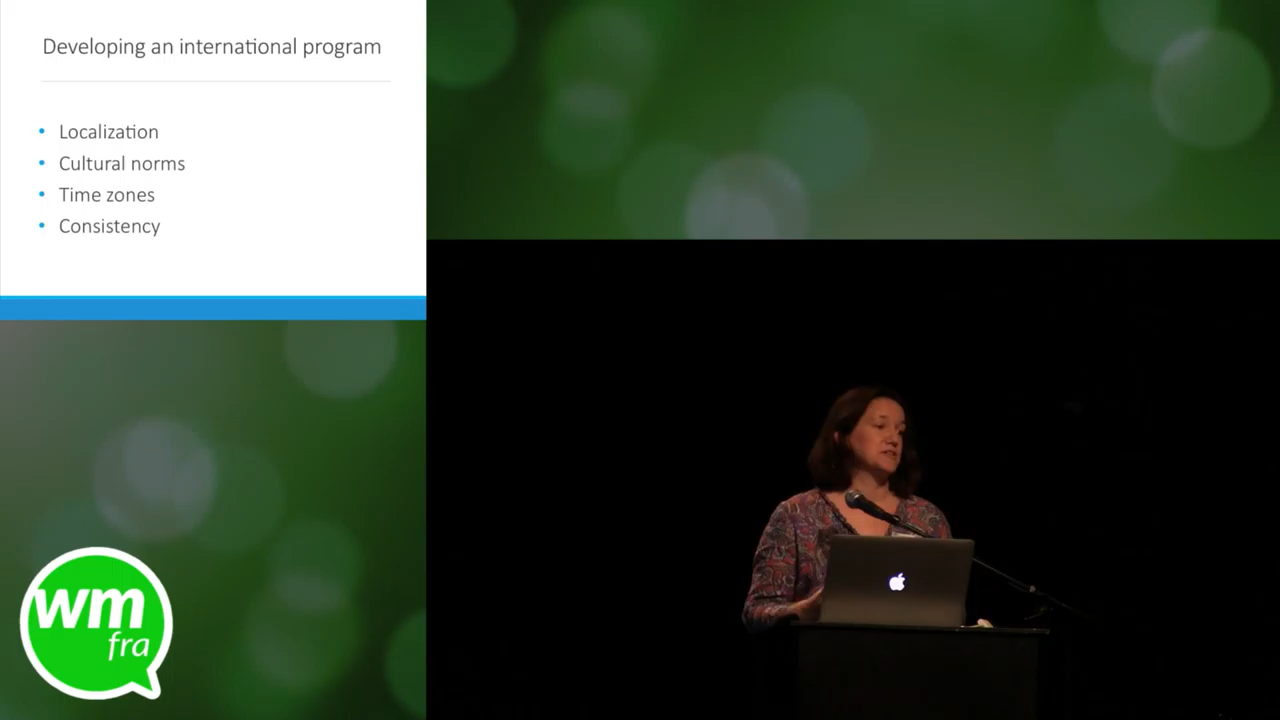 Developing an international program
Localization
Cultural norms
Time zones
Consistency
wm
fra